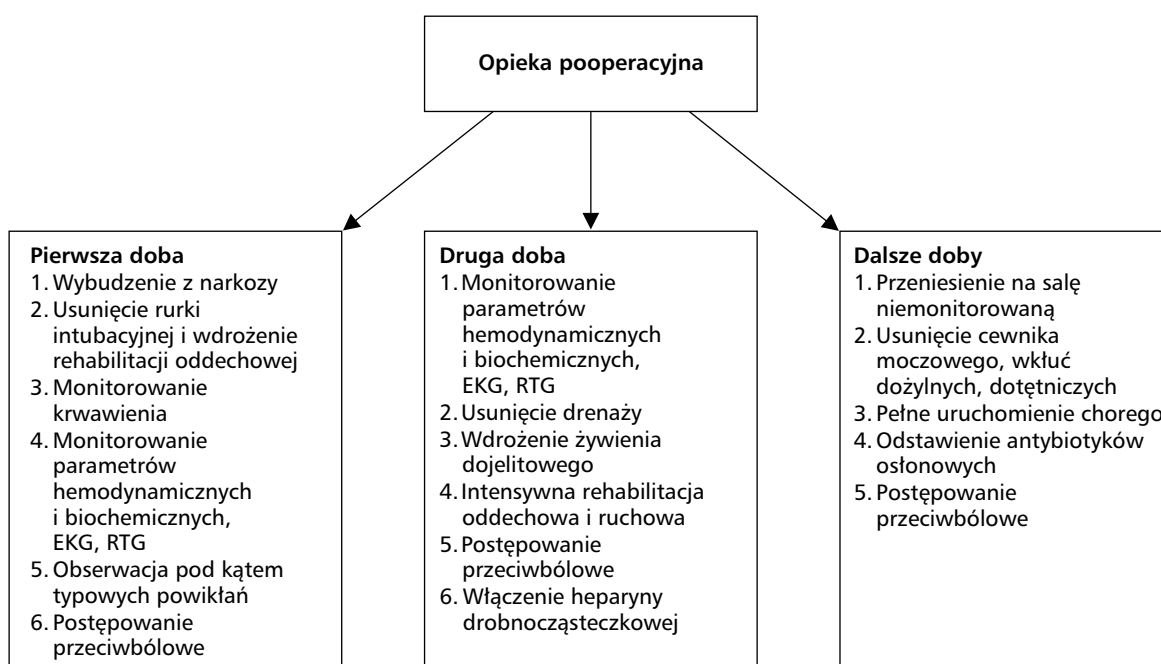 Opieka pooperacyjna
Pierwsza doba
1. Wybudzenie z narkozy
2. Usunięcie rurki
intubacyjnej i wdrożenie
rehabilitacji oddechowej
3. Monitorowanie
krwawienia
4. Monitorowanie
parametrów
hemodynamicznych
i biochemicznych,
EKG, RTG
5. Obserwacja pod kątem
typowych powikłań
6. Postępowanie
przeciwbólowe
Druga doba
1. Monitorowanie
parametrów
hemodynamicznych
i biochemicznych,
EKG, RTG
2. Usunięcie drenaży
3. Wdrożenie żywienia
dojelitowego
4. Intensywna rehabilitacja
oddechowa i ruchowa
5. Postępowanie
przeciwbólowe
6. Włączenie heparyny
drobnocząsteczkowej
Dalsze doby
1. Przeniesienie na salę
niemonitorowaną
2. Usunięcie cewnika
moczowego, wkłuć
dożylnych, dotętniczych
3. Pełne uruchomienie chorego
4. Odstawienie antybiotyków
osłonowych
5. Postępowanie
przeciwbólowe